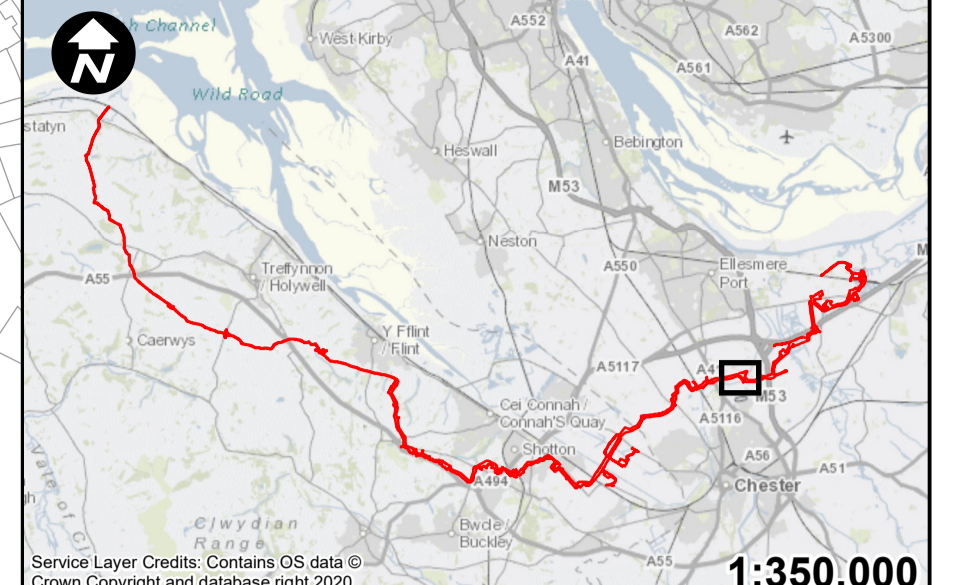 N
Channel
A552
A562
A5300
West Kirby
A41
A561
Wild Road
statyn
Heswall
Bebington
M53
Neston
A550
Ellesmere
Port
A55
Treffynnon
/ Holywell
Y Fflint
/ Flint
Caerwys
A5117
M53
Cei Connah /
Connah'S Quay
A5116
Shotton
A494
A56
A51
Chester
Clwydian
Range
Bwcle /
Buckley
A55
Service Layer Credits: Contains OS data ©
Crown Copyright and database right 2020
1:350,000